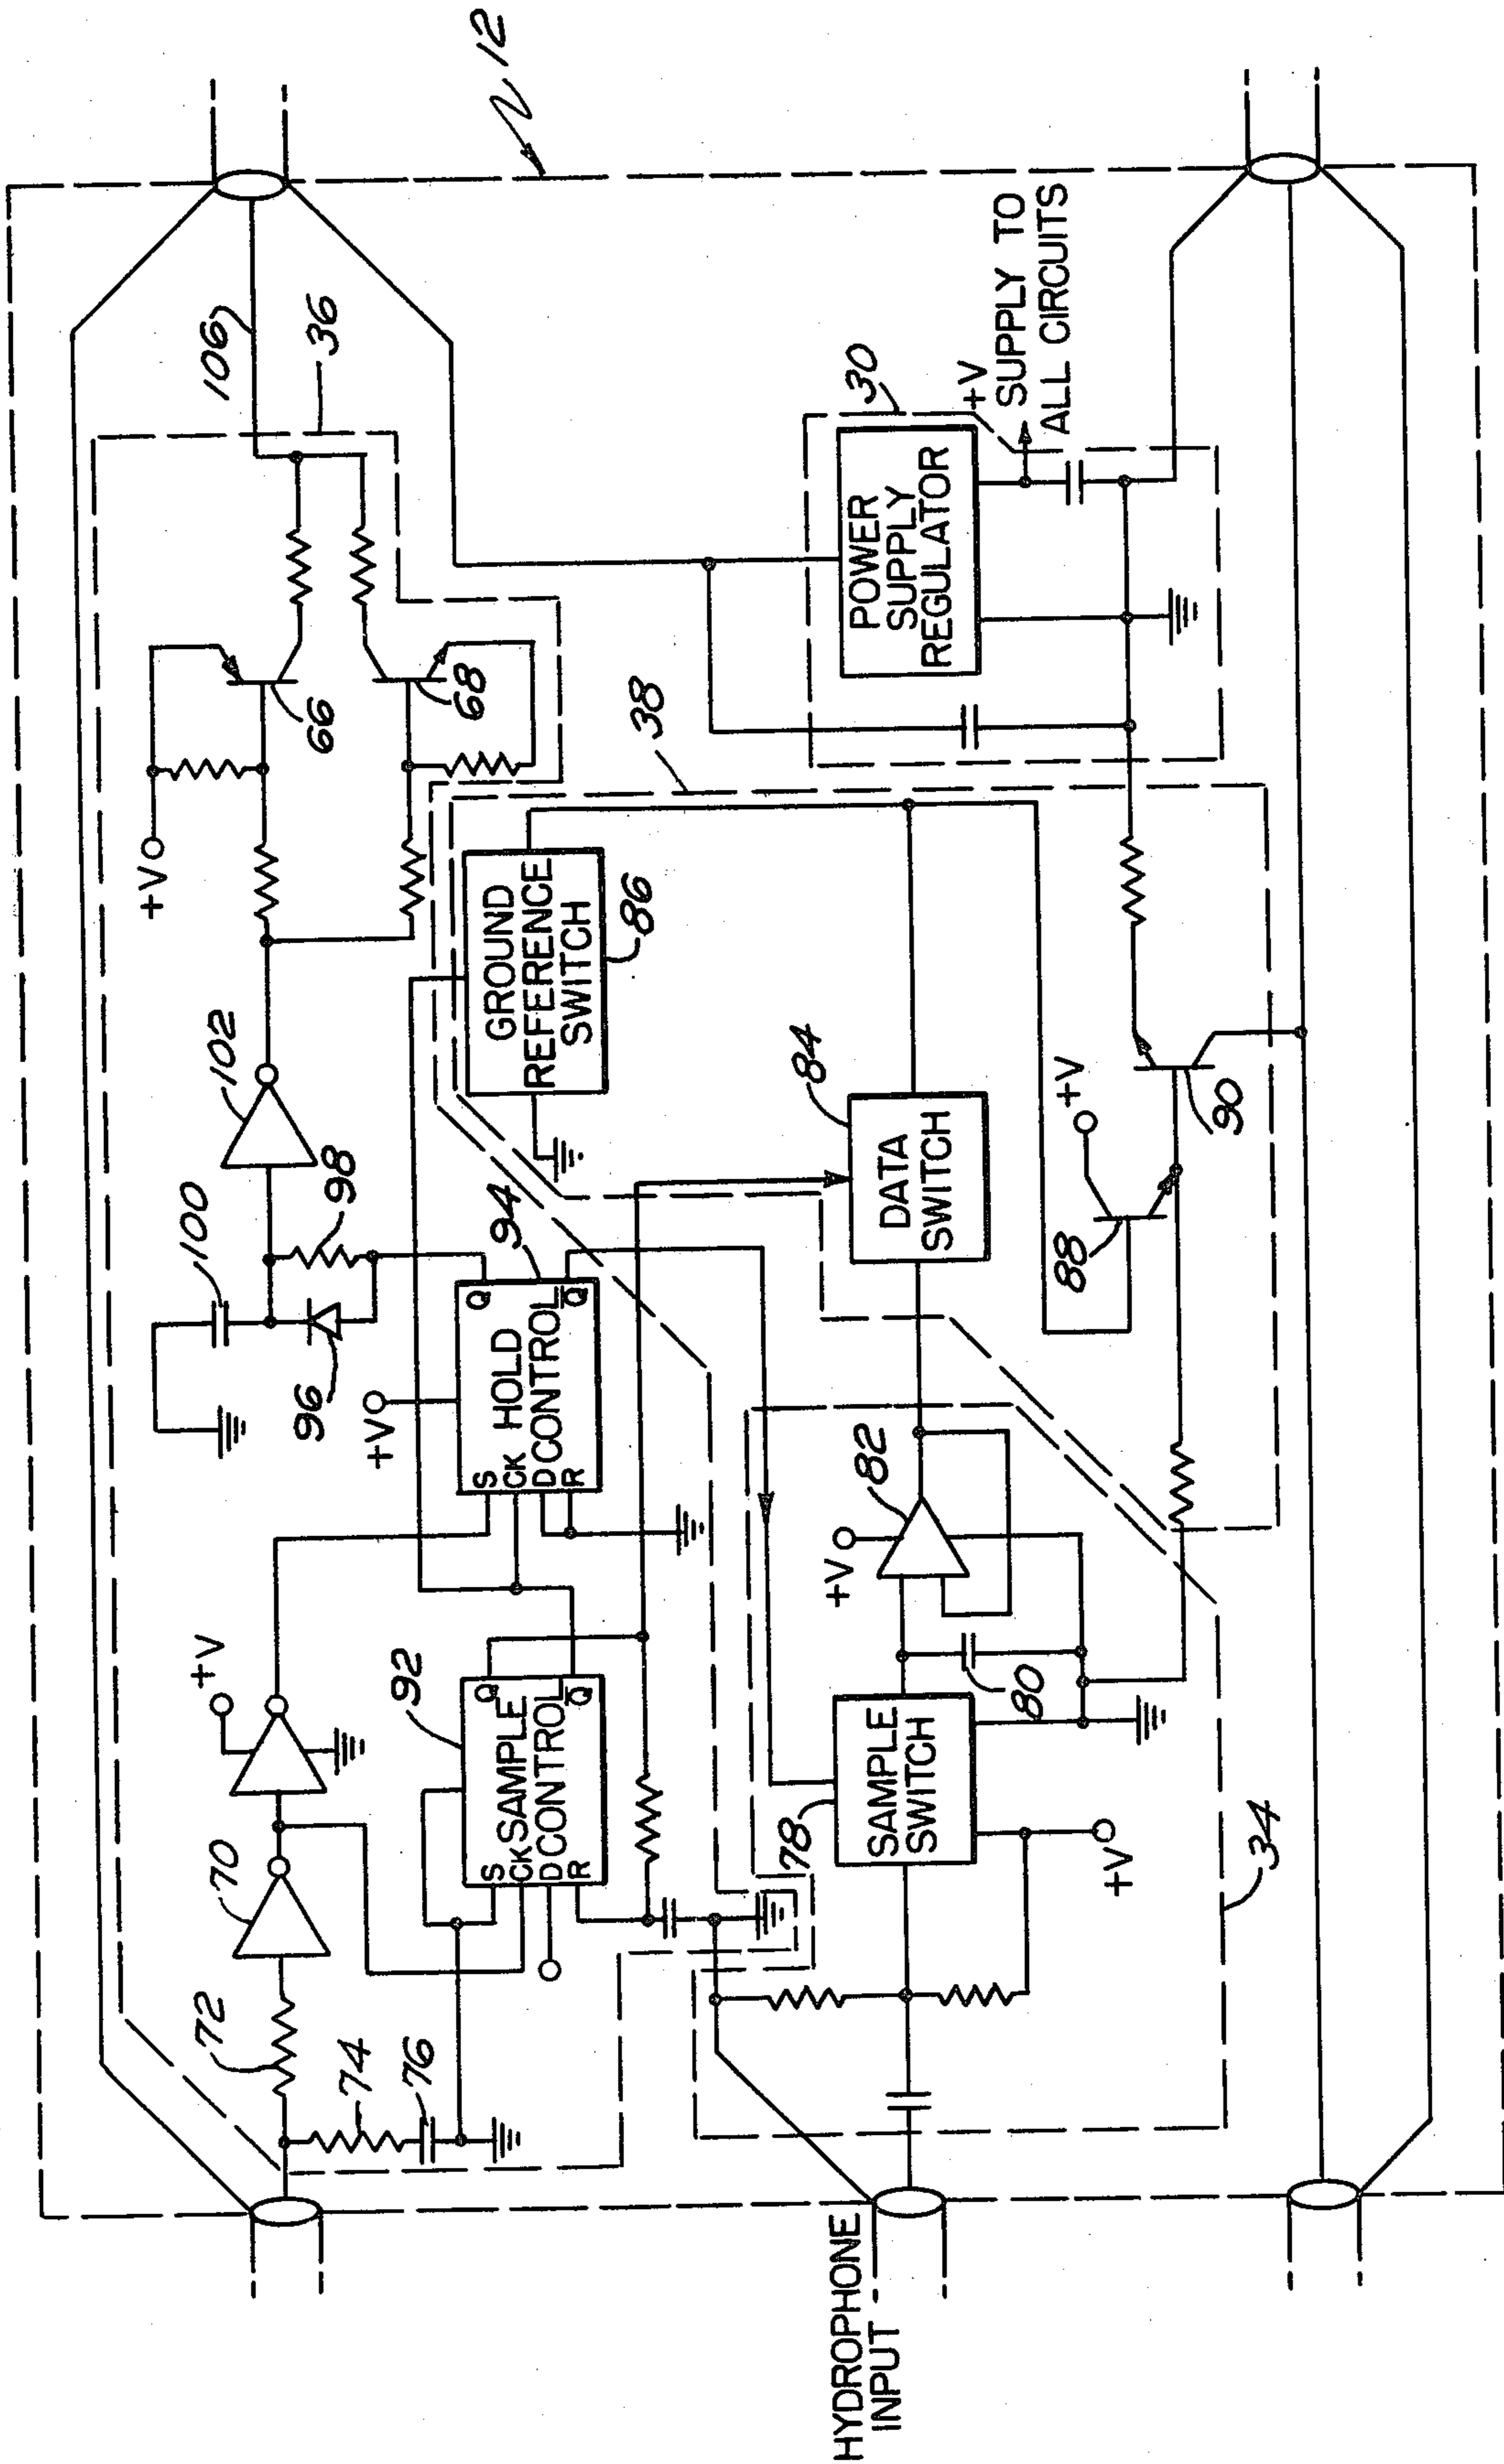 12
106
36
+V
66
68
102
100
98
96
+V
94
S
CK HOLD
D CONTROL
R
Q
Q̅
+V
70
72
74
76
92
S
CK SAMPLE
D CONTROL
R
Q
Q̅
GROUND
REFERENCE
SWITCH
86
38
30
POWER
SUPPLY
REGULATOR
+V
SUPPLY TO
ALL CIRCUITS
84
DATA
SWITCH
+V
88
90
82
+V
80
78
SAMPLE
SWITCH
+V
34
HYDROPHONE
INPUT